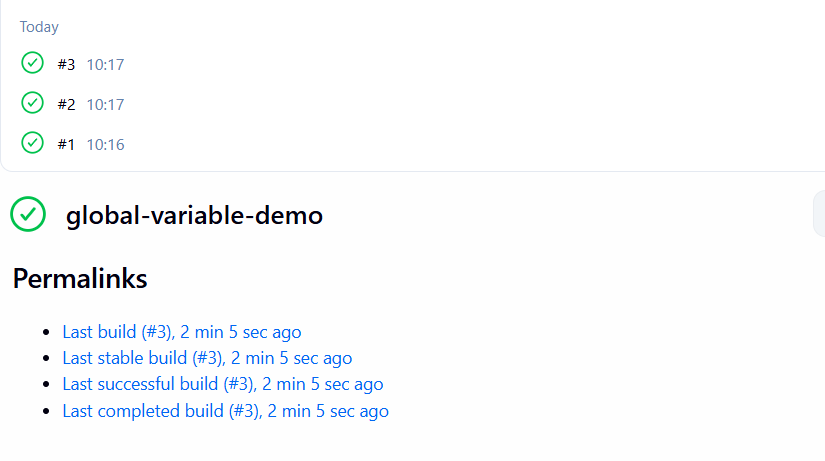 Today
#3 10:17
#2 10:17
#1 10:16
global-variable-demo
Permalinks
Last build (#3), 2 min 5 sec ago
Last stable build (#3), 2 min 5 sec ago
Last successful build (#3), 2 min 5 sec ago
Last completed build (#3), 2 min 5 sec ago